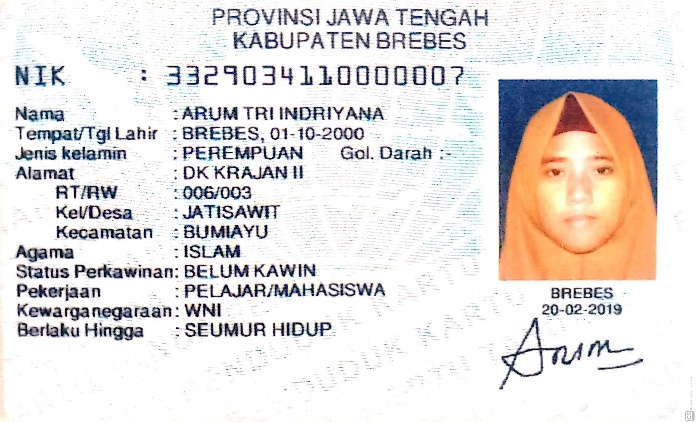 PROVINSI JAWA TENGAH
KABUPATEN BREBES
NIK : 3329034110000007
Nama : ARUM TRI INDRIYANA
Tempat/Tgl Lahir : BREBES, 01-10-2000
Jenis kelamin : PEREMPUAN Gol. Darah :-
Alamat : DK KRAJAN II
RT/RW : 006/003
Kel/Desa : JATISAWIT
Kecamatan : BUMIAYU
Agama : ISLAM
Status Perkawinan: BELUM KAWIN
Pekerjaan : PELAJAR/MAHASISWA
Kewarganegaraan: WNI
Berlaku Hingga : SEUMUR HIDUP
BREBES
20-02-2019
Arum